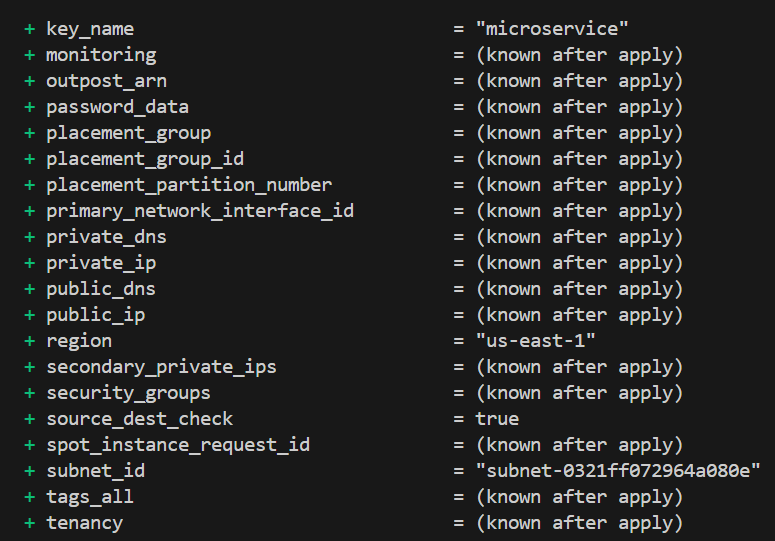 + key_name                             = "microservice"
+ monitoring                           = (known after apply)
+ outpost_arn                          = (known after apply)
+ password_data                        = (known after apply)
+ placement_group                      = (known after apply)
+ placement_group_id                   = (known after apply)
+ placement_partition_number           = (known after apply)
+ primary_network_interface_id         = (known after apply)
+ private_dns                          = (known after apply)
+ private_ip                           = (known after apply)
+ public_dns                           = (known after apply)
+ public_ip                            = (known after apply)
+ region                               = "us-east-1"
+ secondary_private_ips                = (known after apply)
+ security_groups                      = (known after apply)
+ source_dest_check                    = true
+ spot_instance_request_id             = (known after apply)
+ subnet_id                            = "subnet-0321ff072964a080e"
+ tags_all                             = (known after apply)
+ tenancy                              = (known after apply)